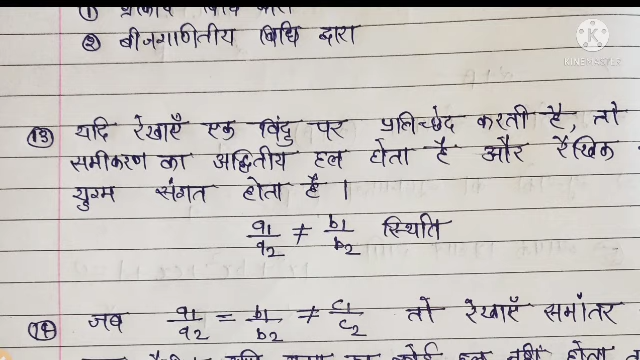 ② बीजगणितीय विधि द्वारा
KINEMASTER
⑬ यदि रेखाएँ एक बिंदु पर प्रतिच्छेद करती है, तो
समीकरण का अद्वितीय हल होता है और रैखिक
युग्म संगत होता है ।
a1/a2 ≠ b1/b2 स्थिति
⑭ जब a1/a2 = b1/b2 ≠ c1/c2 तो रेखाएँ समांतर